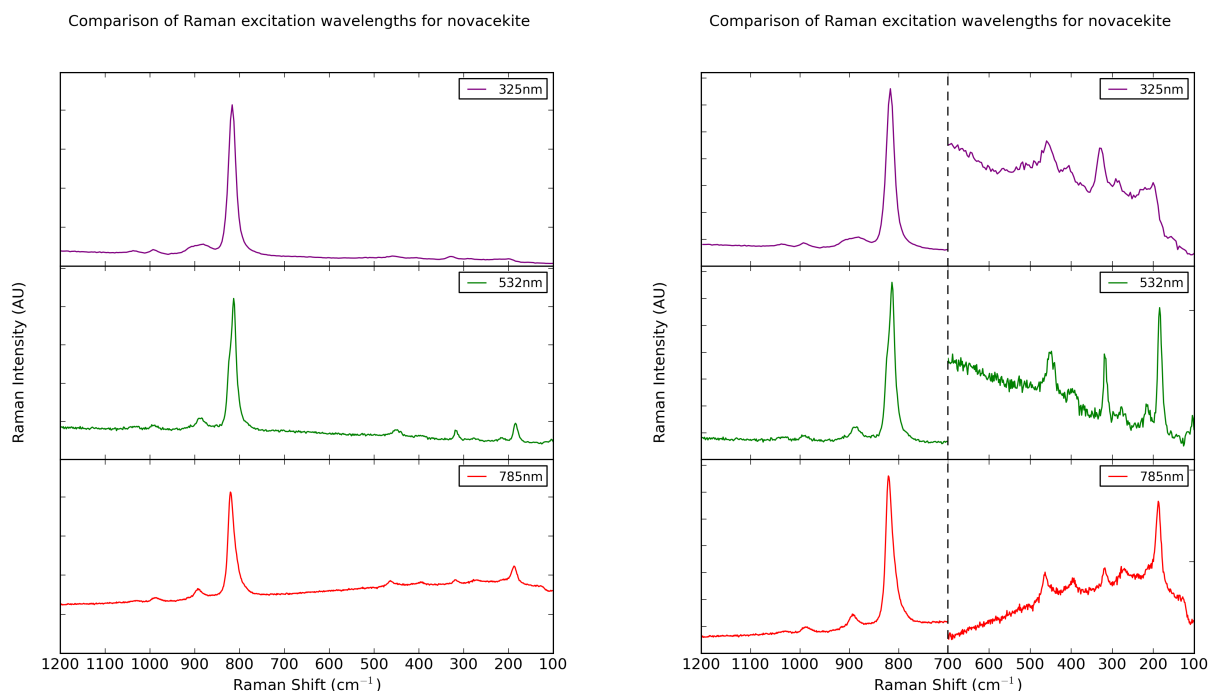 Comparison of Raman excitation wavelengths for novacekite
325nm
532nm
785nm
Raman Intensity (AU)
1200 1100 1000 900 800 700 600 500 400 300 200 100
Raman Shift (cm⁻¹)
Comparison of Raman excitation wavelengths for novacekite
325nm
532nm
785nm
Raman Intensity (AU)
1200 1100 1000 900 800 700 600 500 400 300 200 100
Raman Shift (cm⁻¹)